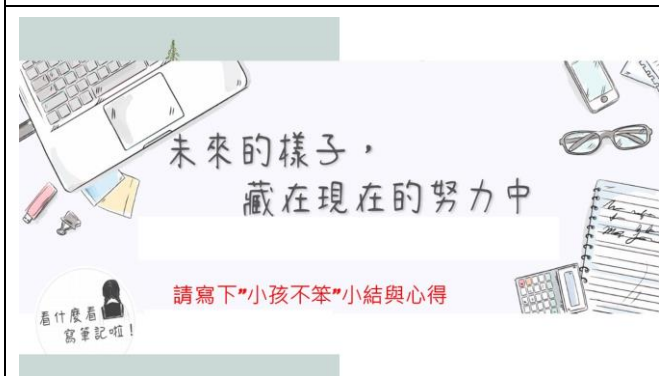 未來的樣子，
藏在現在的努力中
請寫下"小孩不笨"小結與心得
看什麼看
寫筆記啦！